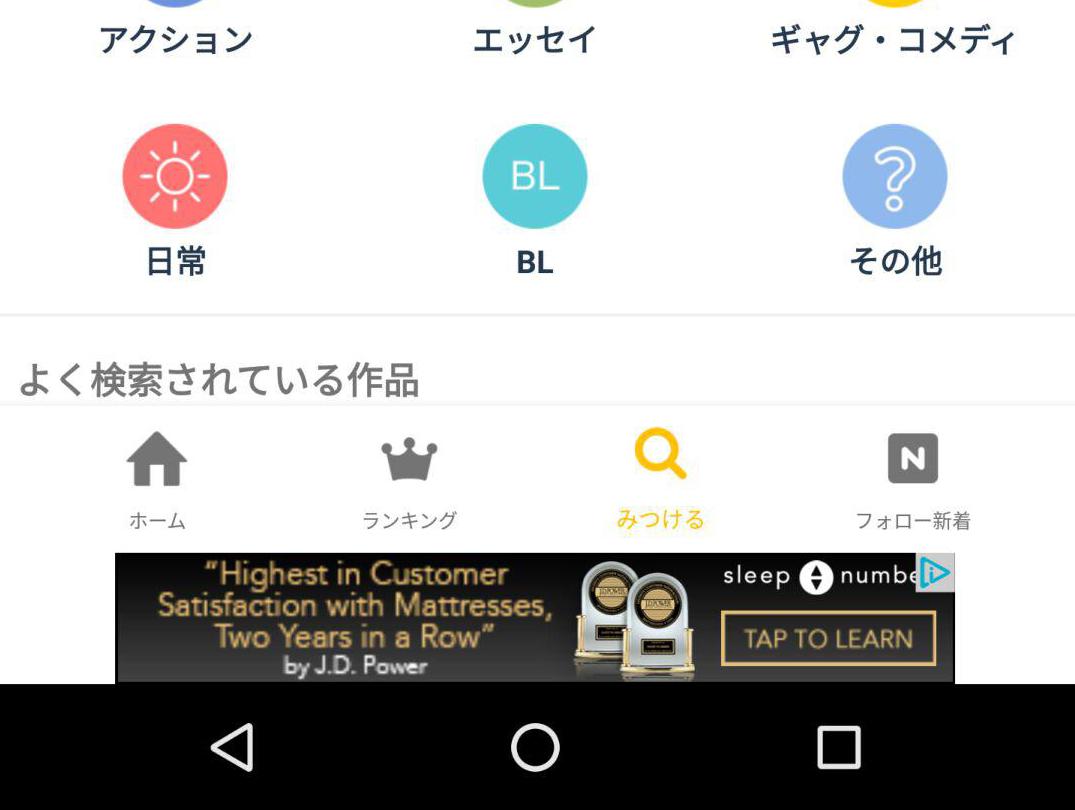 アクション
エッセイ
ギャグ・コメディ
BL
日常
BL
その他
よく検索されている作品
N
ホーム
ランキング
みつける
フォロー新着
"Highest in Customer
Satisfaction with Mattresses,
Two Years in a Row"
by J.D. Power
sleep numbe
TAP TO LEARN